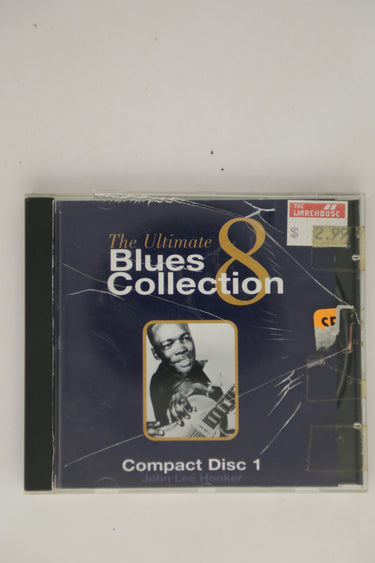 THE
WAREHOUSE
$ 2.99
The Ultimate
8
Blues
Collection
Compact Disc 1
John Lee Hooker